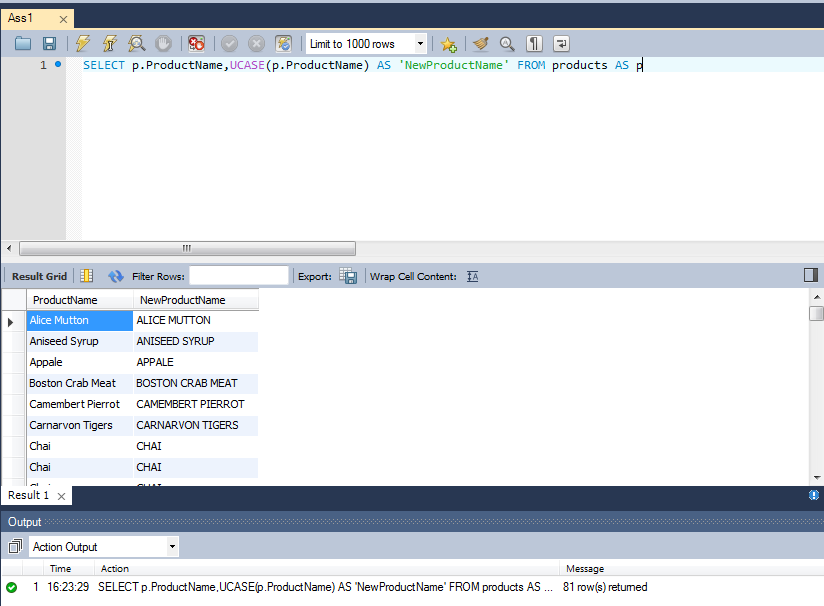 Ass1
Limit to 1000 rows
1 SELECT p.ProductName,UCASE(p.ProductName) AS 'NewProductName' FROM products AS p
Result Grid Filter Rows: Export: Wrap Cell Content:
ProductName NewProductName
Alice Mutton ALICE MUTTON
Aniseed Syrup ANISEED SYRUP
Appale APPALE
Boston Crab Meat BOSTON CRAB MEAT
Camembert Pierrot CAMEMBERT PIERROT
Carnarvon Tigers CARNARVON TIGERS
Chai CHAI
Chai CHAI
Result 1
Output
Action Output
Time Action Message
1 16:23:29 SELECT p.ProductName,UCASE(p.ProductName) AS 'NewProductName' FROM products AS ... 81 row(s) returned